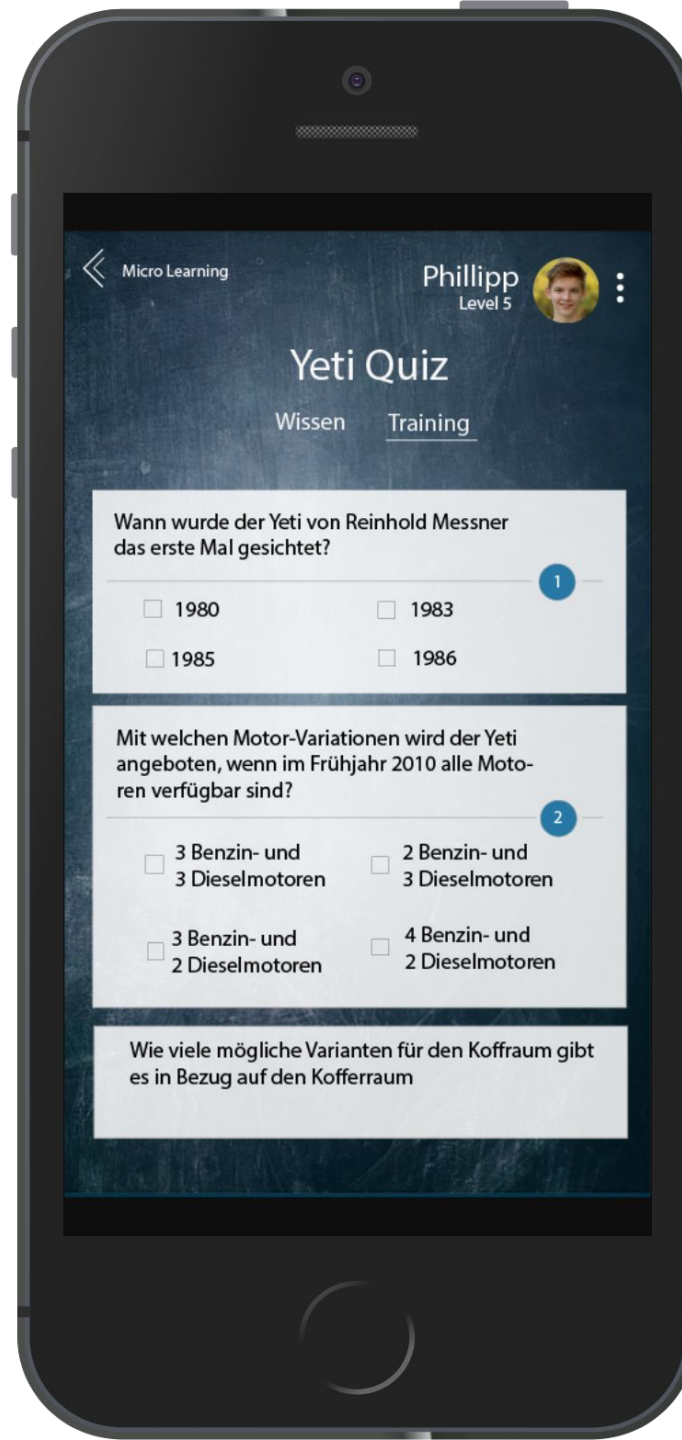 Micro Learning
Phillipp
Level 5
Yeti Quiz
Wissen Training
Wann wurde der Yeti von Reinhold Messner
das erste Mal gesichtet?
1
1980 1983
1985 1986
Mit welchen Motor-Variationen wird der Yeti
angeboten, wenn im Frühjahr 2010 alle Moto-
ren verfügbar sind?
2
3 Benzin- und
3 Dieselmotoren
2 Benzin- und
3 Dieselmotoren
3 Benzin- und
2 Dieselmotoren
4 Benzin- und
2 Dieselmotoren
Wie viele mögliche Varianten für den Koffraum gibt
es in Bezug auf den Kofferraum